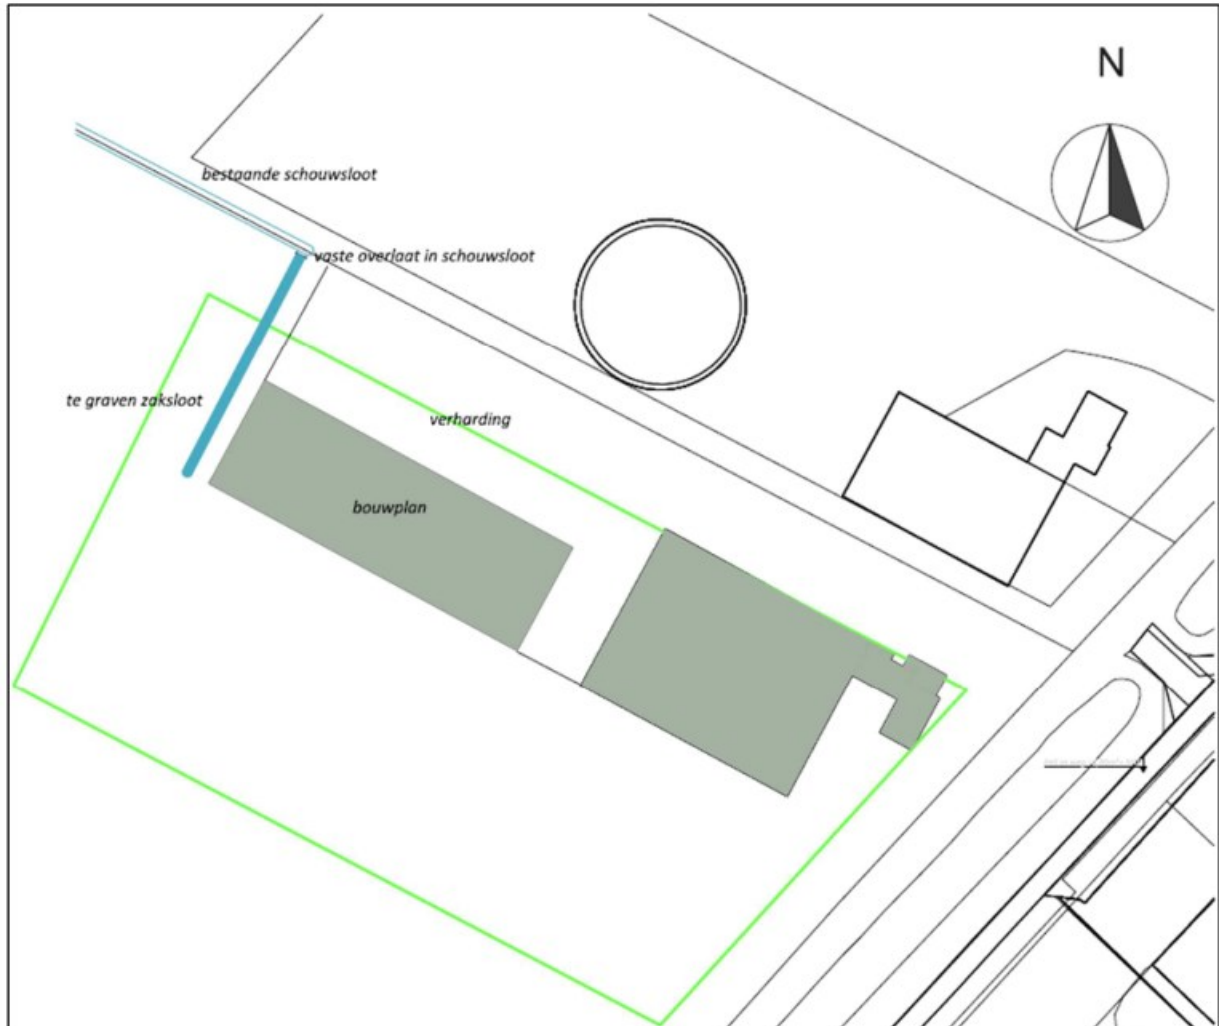 N
bestaande schouwsloot
vaste overlaat in schouwsloot
te graven zaksloot
verharding
bouwplan